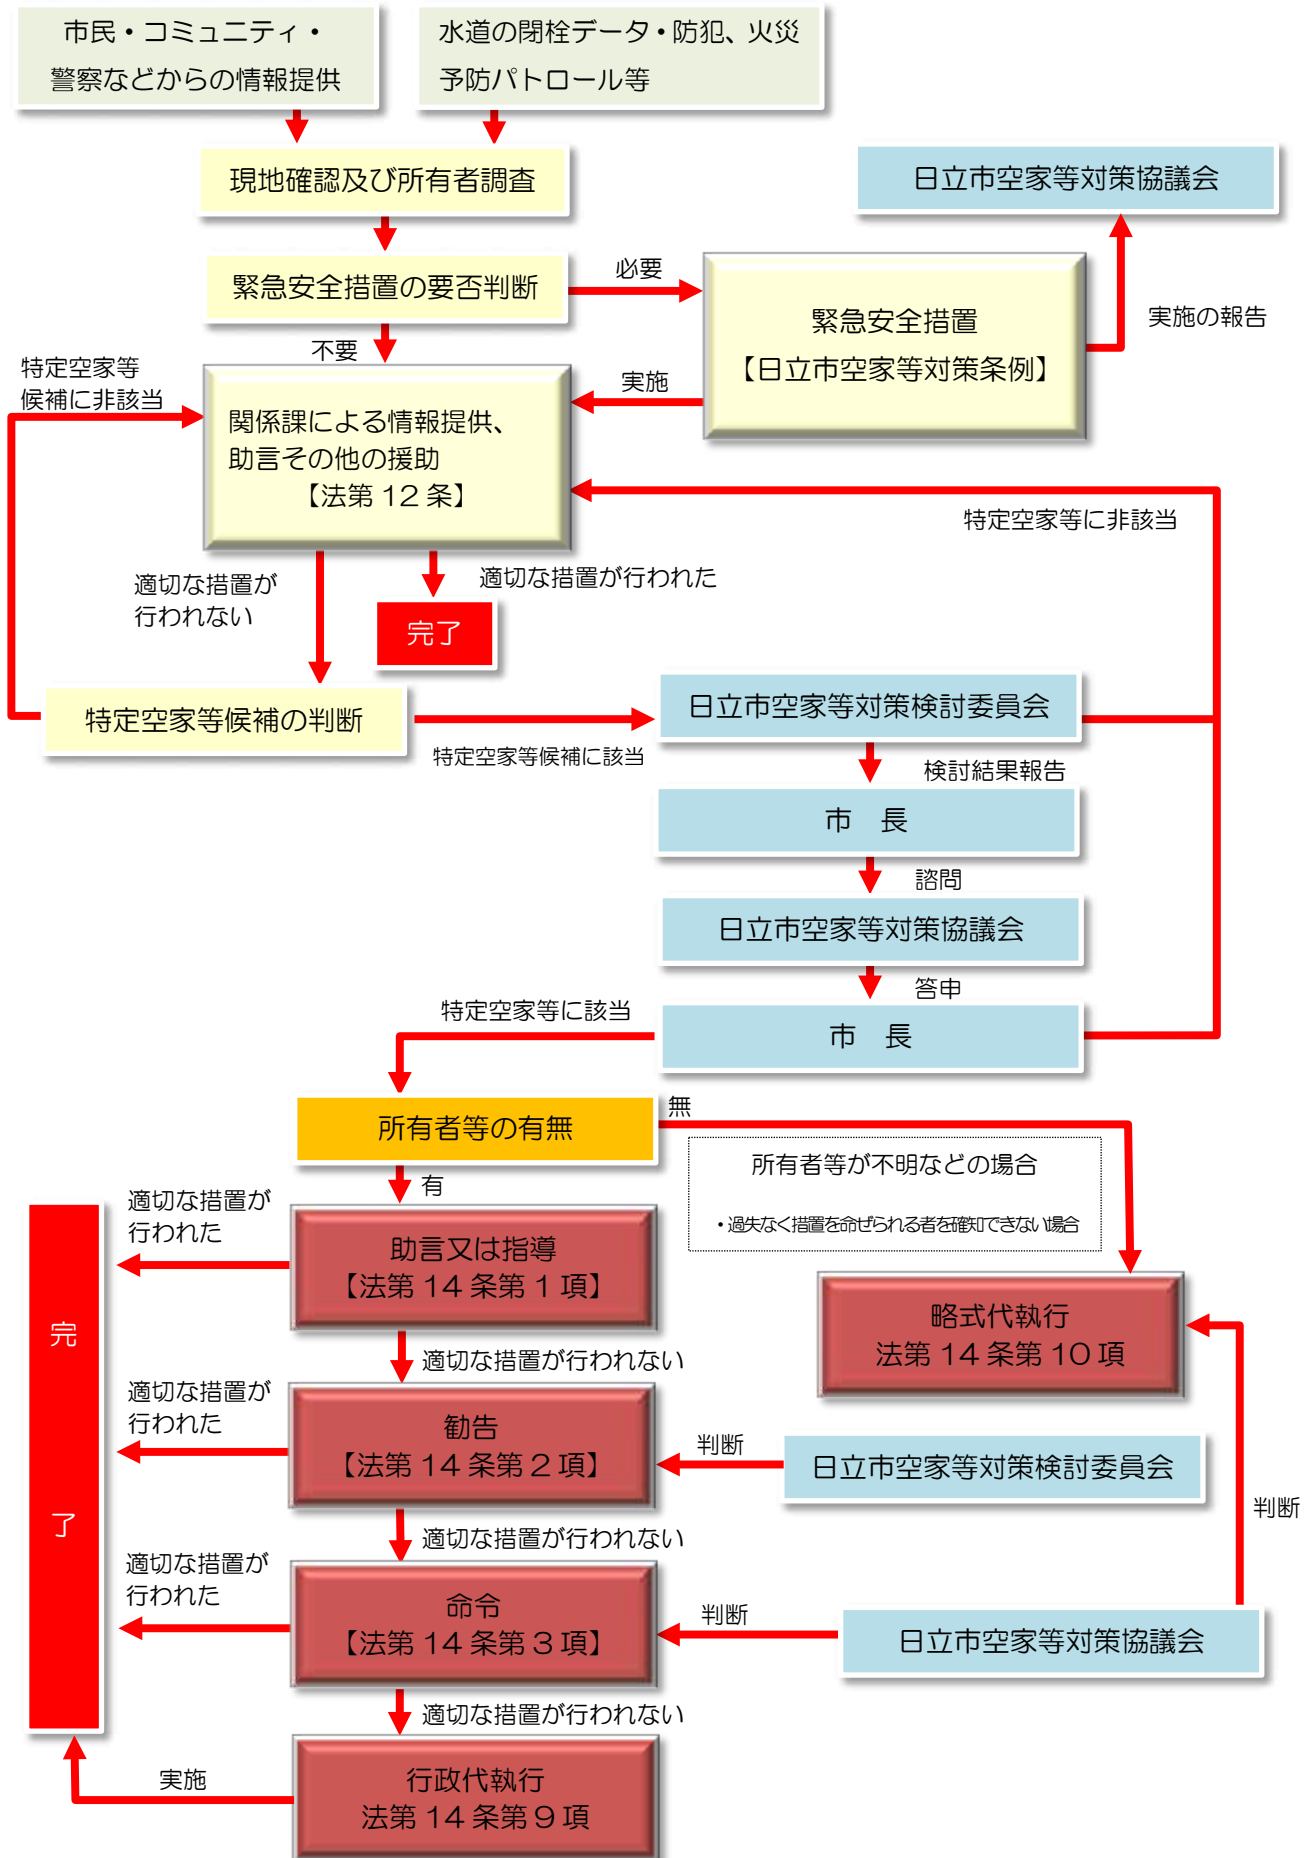 市民・コミュニティ・
警察などからの情報提供
水道の閉栓データ・防犯、火災
予防パトロール等
現地確認及び所有者調査
日立市空家等対策協議会
緊急安全措置の要否判断
必要
緊急安全措置
【日立市空家等対策条例】
実施の報告
不要
実施
特定空家等
候補に非該当
関係課による情報提供、
助言その他の援助
【法第12条】
特定空家等に非該当
適切な措置が
行われない
適切な措置が行われた
完了
特定空家等候補の判断
特定空家等候補に該当
日立市空家等対策検討委員会
検討結果報告
市　長
諮問
日立市空家等対策協議会
答申
特定空家等に該当
市　長
所有者等の有無
無
所有者等が不明などの場合
・過失なく措置を命ぜられる者を確知できない場合
有
適切な措置が
行われた
助言又は指導
【法第14条第1項】
略式代執行
法第14条第10項
適切な措置が行われない
適切な措置が
行われた
勧告
【法第14条第2項】
判断
日立市空家等対策検討委員会
判断
適切な措置が行われない
適切な措置が
行われた
命令
【法第14条第3項】
判断
日立市空家等対策協議会
適切な措置が行われない
実施
行政代執行
法第14条第9項
完
了